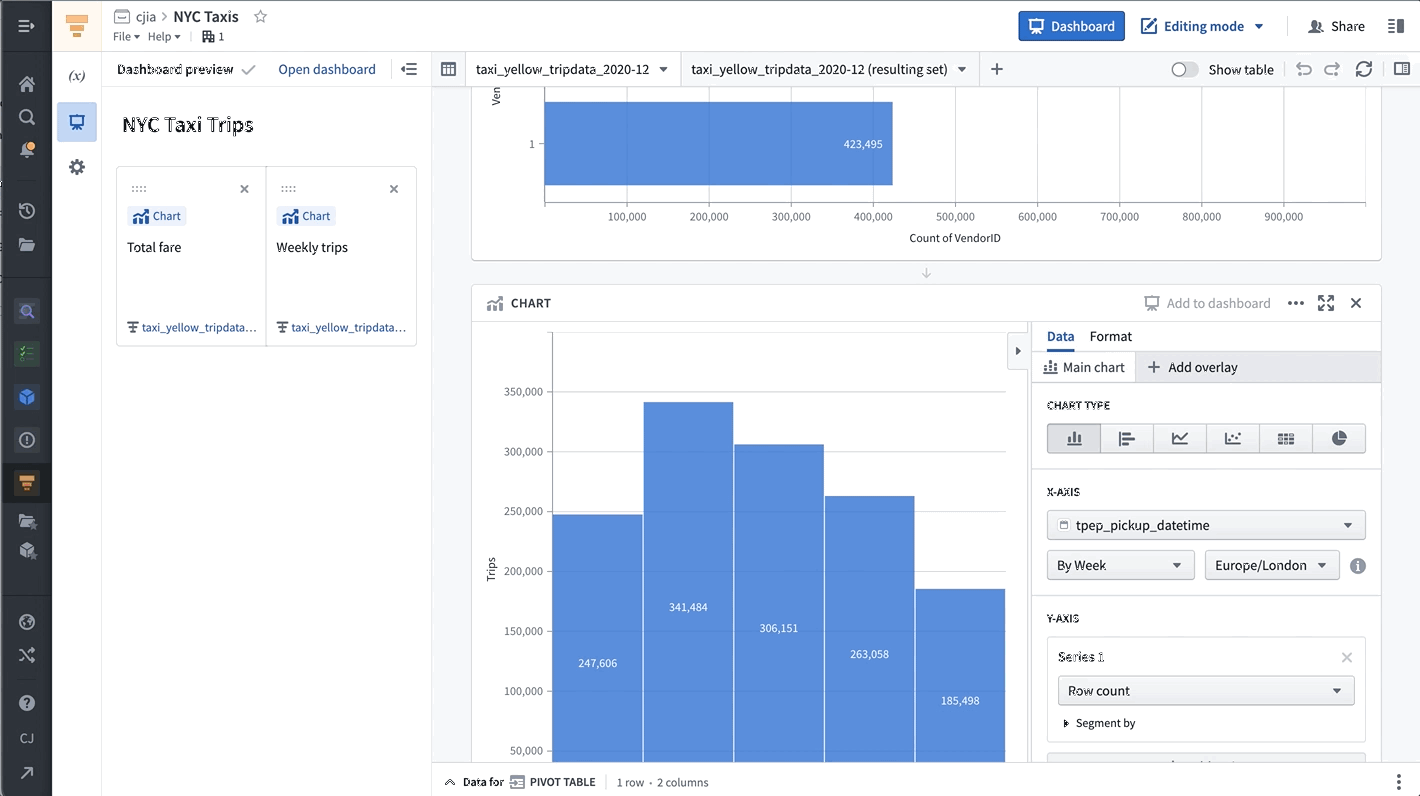 cjia > NYC Taxis
File Help 1
Dashboard
Editing mode
Share
(x)
Dashboard preview
Open dashboard
taxi_yellow_tripdata_2020-12
taxi_yellow_tripdata_2020-12 (resulting set)
Show table
NYC Taxi Trips
Chart
Total fare
taxi_yellow_tripdata...
Chart
Weekly trips
taxi_yellow_tripdata...
Ven
1
423,495
100,000 200,000 300,000 400,000 500,000 600,000 700,000 800,000 900,000
Count of VendorID
CHART
Add to dashboard
Trips
350,000
300,000
250,000
200,000
150,000
100,000
50,000
247,606
341,484
306,151
263,058
185,498
Data Format
Main chart
Add overlay
CHART TYPE
X-AXIS
tpep_pickup_datetime
By Week
Europe/London
Y-AXIS
Series 1
Row count
Segment by
CJ
Data for PIVOT TABLE
1 row · 2 columns